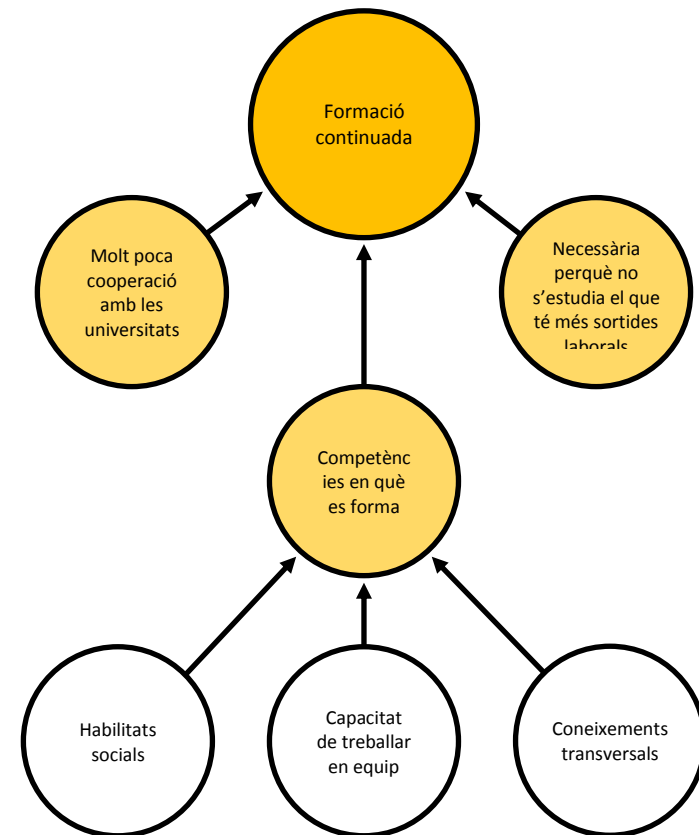 Formació
continuada
Molt poca
cooperació
amb les
universitats
Necessària
perquè no
s’estudia el que
té més sortides
laborals
Competènc
ies en què
es forma
Habilitats
socials
Capacitat
de treballar
en equip
Coneixements
transversals